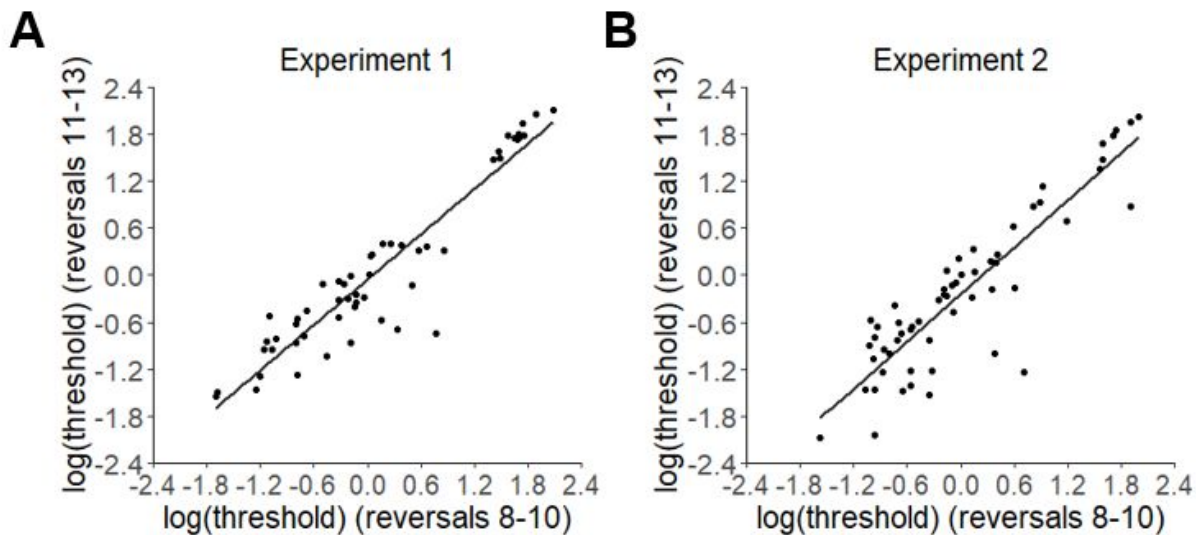 A
Experiment 1
log(threshold) (reversals 11-13)
2.4
1.8
1.2
0.6
0.0
-0.6
-1.2
-1.8
-2.4
-2.4 -1.8 -1.2 -0.6 0.0 0.6 1.2 1.8 2.4
log(threshold) (reversals 8-10)
B
Experiment 2
log(threshold) (reversals 11-13)
2.4
1.8
1.2
0.6
0.0
-0.6
-1.2
-1.8
-2.4
-2.4 -1.8 -1.2 -0.6 0.0 0.6 1.2 1.8 2.4
log(threshold) (reversals 8-10)